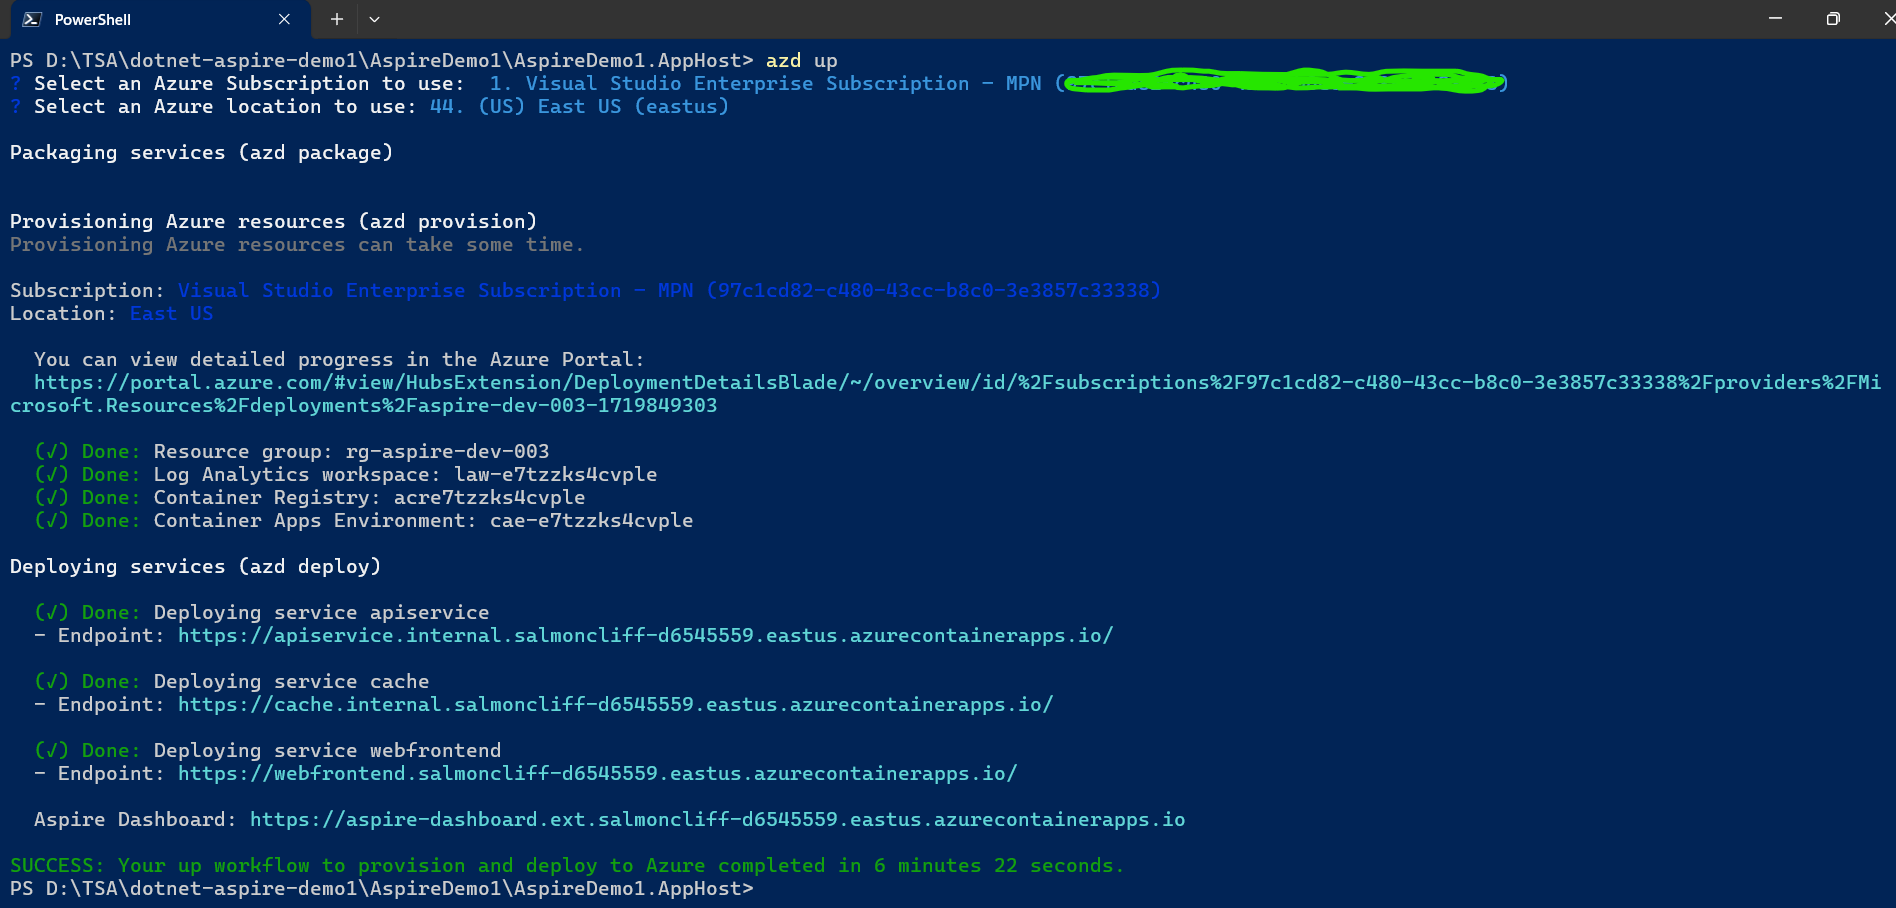 PowerShell
PS D:\TSA\dotnet-aspire-demo1\AspireDemo1\AspireDemo1.AppHost> azd up
? Select an Azure Subscription to use:  1. Visual Studio Enterprise Subscription - MPN (
? Select an Azure location to use: 44. (US) East US (eastus)
Packaging services (azd package)
Provisioning Azure resources (azd provision)
Provisioning Azure resources can take some time.
Subscription: Visual Studio Enterprise Subscription - MPN (97c1cd82-c480-43cc-b8c0-3e3857c33338)
Location: East US
You can view detailed progress in the Azure Portal:
https://portal.azure.com/#view/HubsExtension/DeploymentDetailsBlade/~/overview/id/%2Fsubscriptions%2F97c1cd82-c480-43cc-b8c0-3e3857c33338%2Fproviders%2FMi
crosoft.Resources%2Fdeployments%2Faspire-dev-003-1719849303
(✓) Done: Resource group: rg-aspire-dev-003
(✓) Done: Log Analytics workspace: law-e7tzzks4cvple
(✓) Done: Container Registry: acre7tzzks4cvple
(✓) Done: Container Apps Environment: cae-e7tzzks4cvple
Deploying services (azd deploy)
(✓) Done: Deploying service apiservice
- Endpoint: https://apiservice.internal.salmoncliff-d6545559.eastus.azurecontainerapps.io/
(✓) Done: Deploying service cache
- Endpoint: https://cache.internal.salmoncliff-d6545559.eastus.azurecontainerapps.io/
(✓) Done: Deploying service webfrontend
- Endpoint: https://webfrontend.salmoncliff-d6545559.eastus.azurecontainerapps.io/
Aspire Dashboard: https://aspire-dashboard.ext.salmoncliff-d6545559.eastus.azurecontainerapps.io
SUCCESS: Your up workflow to provision and deploy to Azure completed in 6 minutes 22 seconds.
PS D:\TSA\dotnet-aspire-demo1\AspireDemo1\AspireDemo1.AppHost>